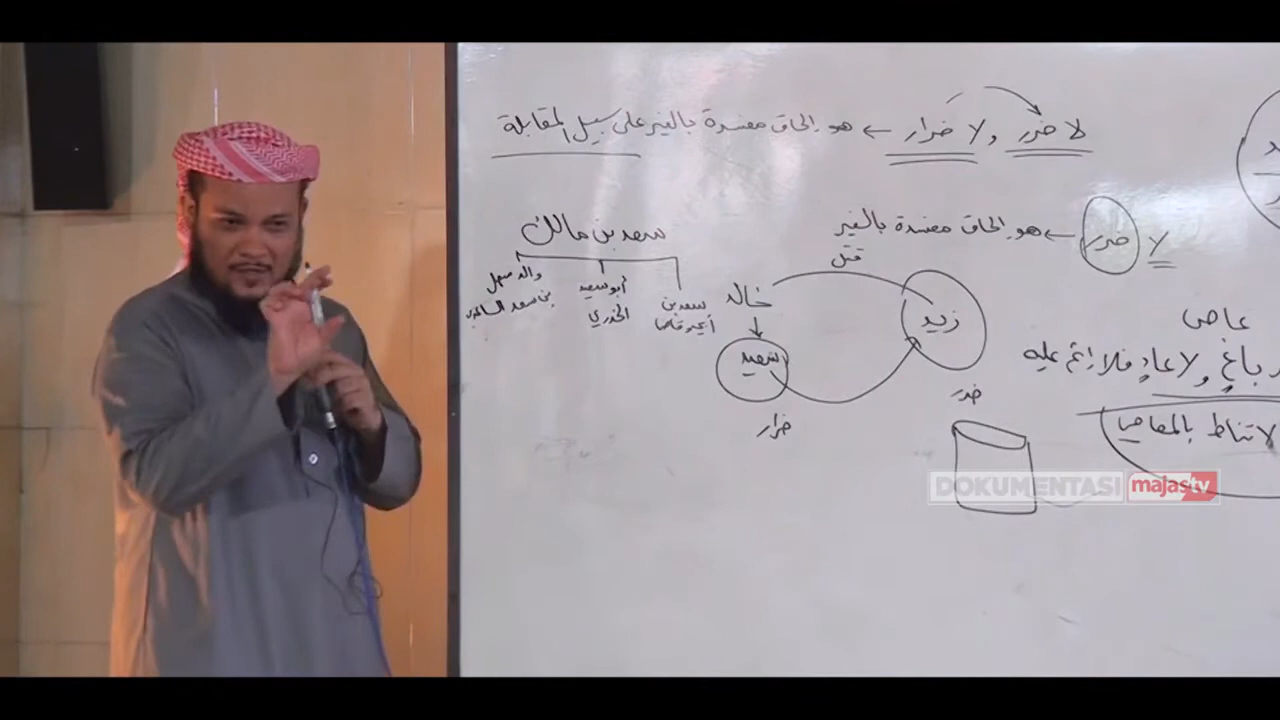 لا ضرر ولا ضرار ← هو إلحاق مفسدة بالغير على سبيل المقابلة
لا ضرر ← هو إلحاق مفسدة بالغير
سعد بن مالك
والد سهل
بن سعد الساعدي
أبو سعيد
الخدري
سعد بن
أبي وقاص
قتل
خالد
زيد
الشهيد
ضرر
ضرار
عاصي
باغٍ ولا عادٍ فلا إثم عليه
لا تناط بالمعاصي
DOKUMENTASI majastv